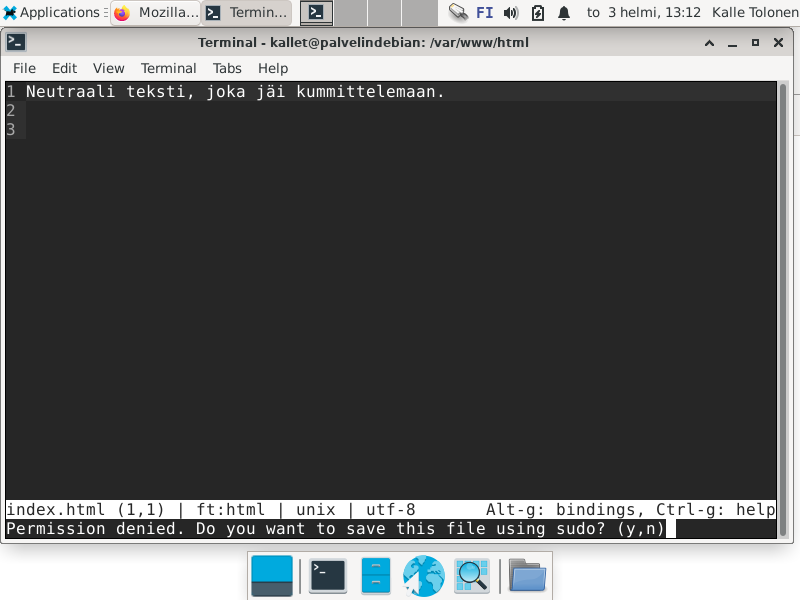 Applications Mozilla... Termin... FI to 3 helmi, 13:12 Kalle Tolonen
Terminal - kallet@palvelindebian: /var/www/html
File Edit View Terminal Tabs Help
1 Neutraali teksti, joka jäi kummittelemaan.
2
3
index.html (1,1) | ft:html | unix | utf-8 Alt-g: bindings, Ctrl-g: help
Permission denied. Do you want to save this file using sudo? (y,n)